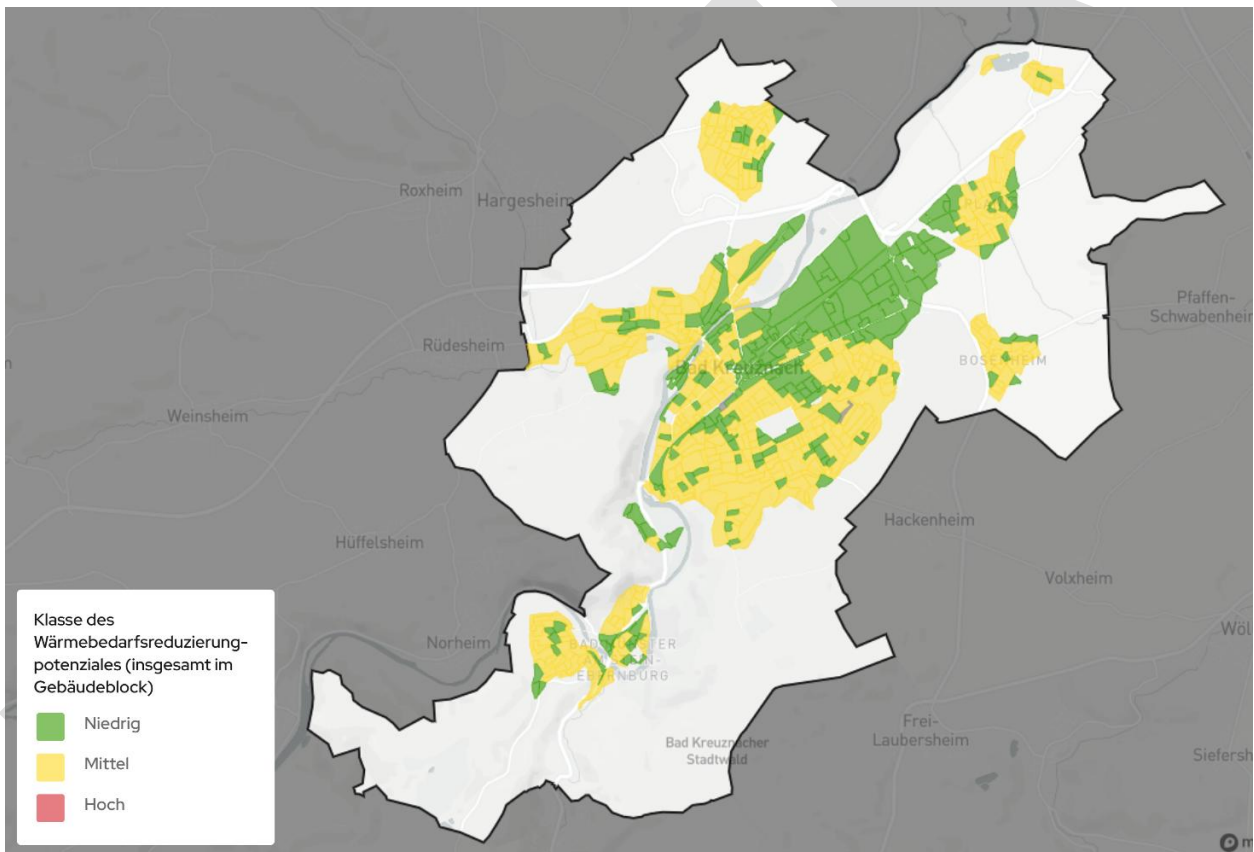 Roxheim
Hargesheim
Pfaffen-
Schwabenheim
Rüdesheim
BOSENHEIM
Bad Kreuznach
Weinsheim
Hackenheim
Hüffelsheim
Volxheim
Klasse des
Wärmebedarfsreduzierung-
potenziales (insgesamt im
Gebäudeblock)
Niedrig
Mittel
Hoch
Norheim
EBERNBURG
Wöl
Frei-
Laubersheim
Bad Kreuznacher
Stadtwald
Siefersh
m